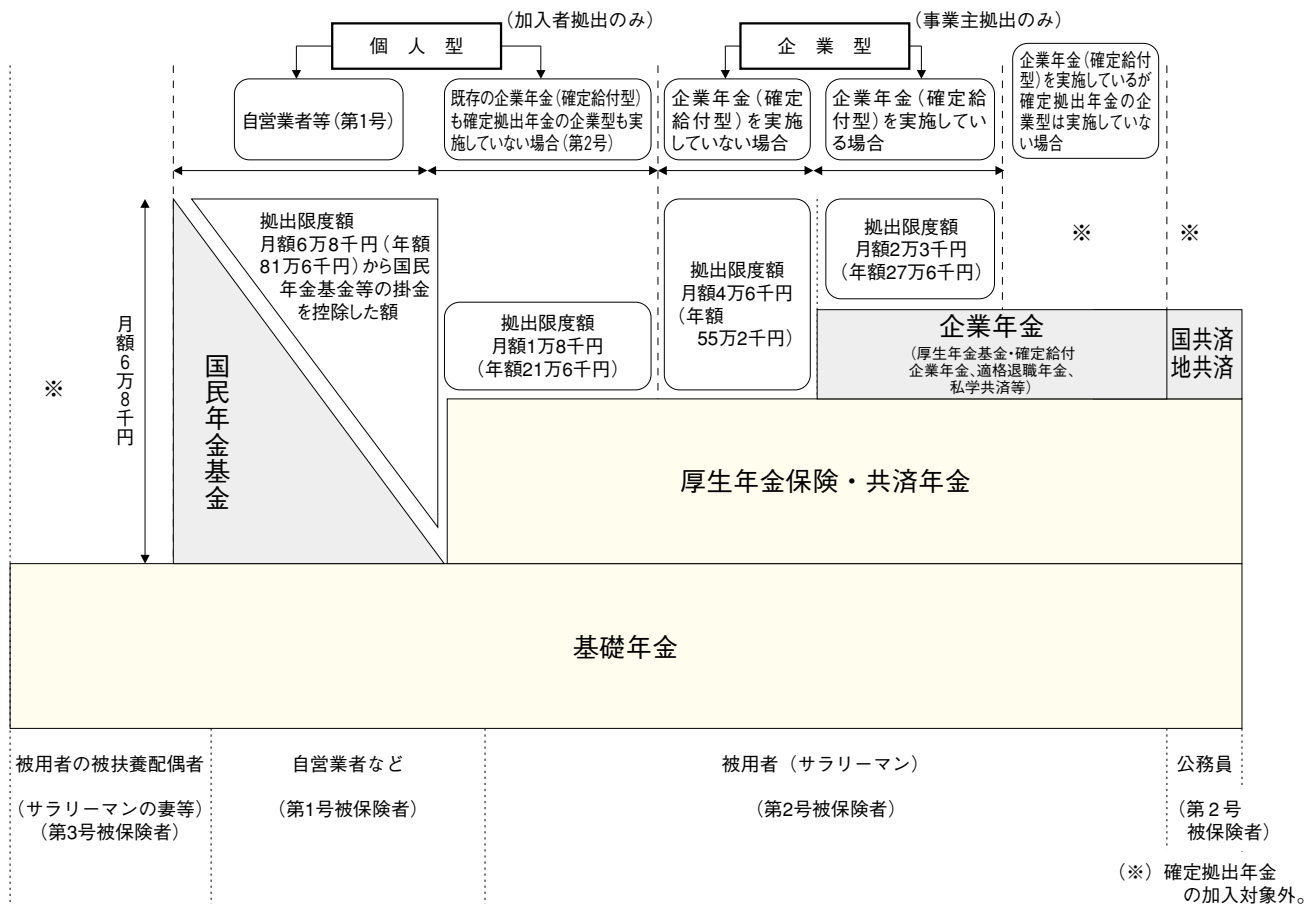 (加入者拠出のみ)
(事業主拠出のみ)
個人型
企業型
自営業者等(第1号)
既存の企業年金(確定給付型)
も確定拠出年金の企業型も実
施していない場合(第2号)
企業年金(確定
給付型)を実施
していない場合
企業年金(確定給
付型)を実施してい
る場合
企業年金(確定給付
型)を実施しているが
確定拠出年金の企
業型は実施していな
い場合
※
月額6万8千円
国民年金基金
拠出限度額
月額6万8千円(年額
81万6千円)から国民
年金基金等の掛金
を控除した額
拠出限度額
月額1万8千円
(年額21万6千円)
拠出限度額
月額4万6千円
(年額
55万2千円)
拠出限度額
月額2万3千円
(年額27万6千円)
※
※
企業年金
(厚生年金基金・確定給付
企業年金、適格退職年金、
私学共済等)
国共済
地共済
厚生年金保険・共済年金
基礎年金
被用者の被扶養配偶者
(サラリーマンの妻等)
(第3号被保険者)
自営業者など
(第1号被保険者)
被用者(サラリーマン)
(第2号被保険者)
公務員
(第2号
被保険者)
(※)確定拠出年金
の加入対象外。